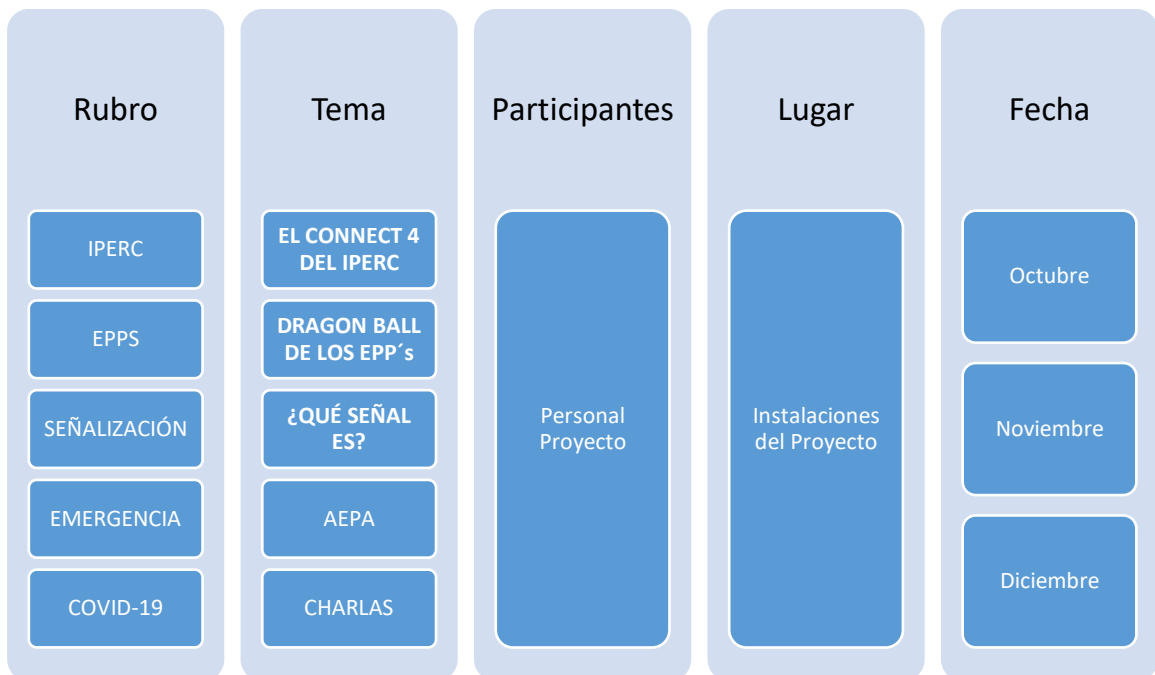 Rubro
IPERC
EPPS
SEÑALIZACIÓN
EMERGENCIA
COVID-19
Tema
EL CONNECT 4
DEL IPERC
DRAGON BALL
DE LOS EPP´s
¿QUÉ SEÑAL
ES?
AEPA
CHARLAS
Participantes
Personal
Proyecto
Lugar
Instalaciones
del Proyecto
Fecha
Octubre
Noviembre
Diciembre